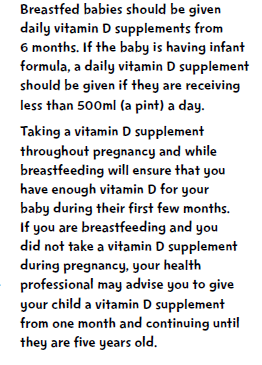 Breastfed babies should be given
daily vitamin D supplements from
6 months. If the baby is having infant
formula, a daily vitamin D supplement
should be given if they are receiving
less than 500ml (a pint) a day.
Taking a vitamin D supplement
throughout pregnancy and while
breastfeeding will ensure that you
have enough vitamin D for your
baby during their first few months.
If you are breastfeeding and you
did not take a vitamin D supplement
during pregnancy, your health
professional may advise you to give
your child a vitamin D supplement
from one month and continuing until
they are five years old.